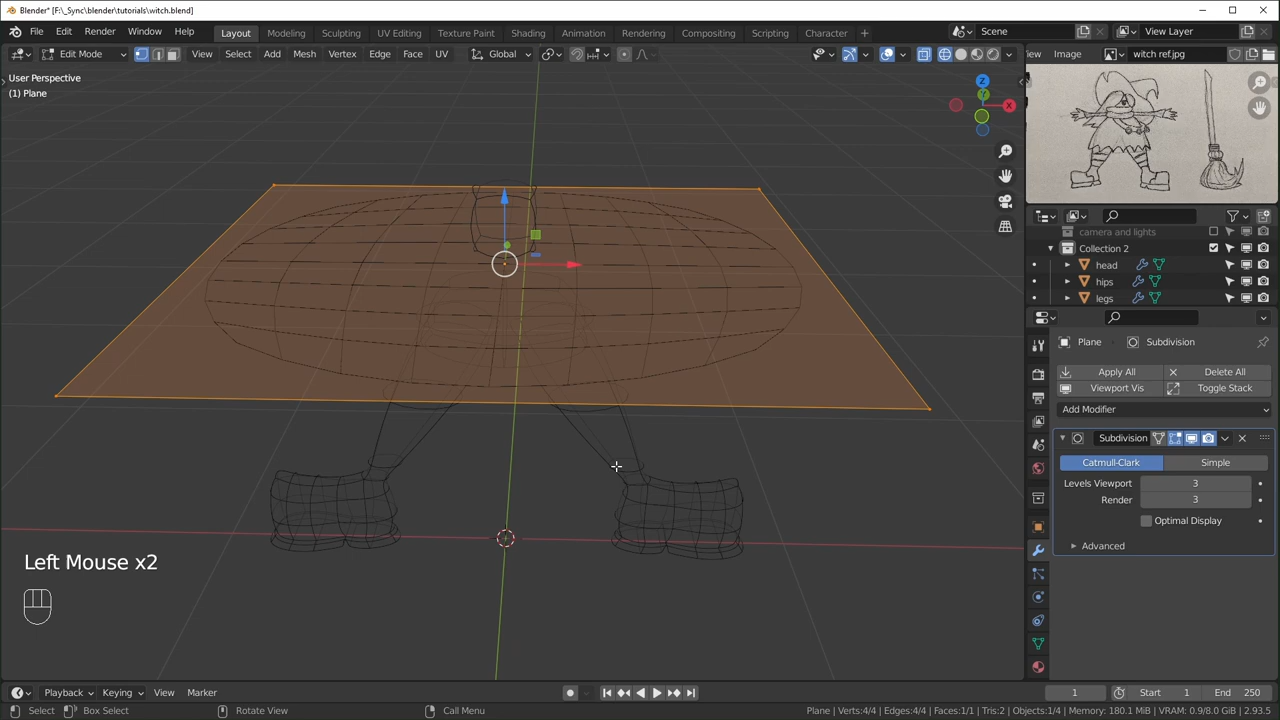 Blender* [F:\_Sync\blender\tutorials\witch.blend]
File Edit Render Window Help Layout Modeling Sculpting UV Editing Texture Paint Shading Animation Rendering Compositing Scripting Character + Scene View Layer
Edit Mode View Select Add Mesh Vertex Edge Face UV Global iew Image witch ref.jpg
User Perspective
(1) Plane
Z
Y
X
camera and lights
Collection 2
head
hips
legs
Plane Subdivision
Apply All Delete All
Viewport Vis Toggle Stack
Add Modifier
Subdivision
Catmull-Clark Simple
Levels Viewport 3
Render 3
Optimal Display
Advanced
Left Mouse x2
Playback Keying View Marker 1 Start 1 End 250
Select Box Select Rotate View Call Menu Plane | Verts:4/4 | Edges:4/4 | Faces:1/1 | Tris:2 | Objects:1/4 | Memory: 180.1 MiB | VRAM: 0.9/8.0 GiB | 2.93.5